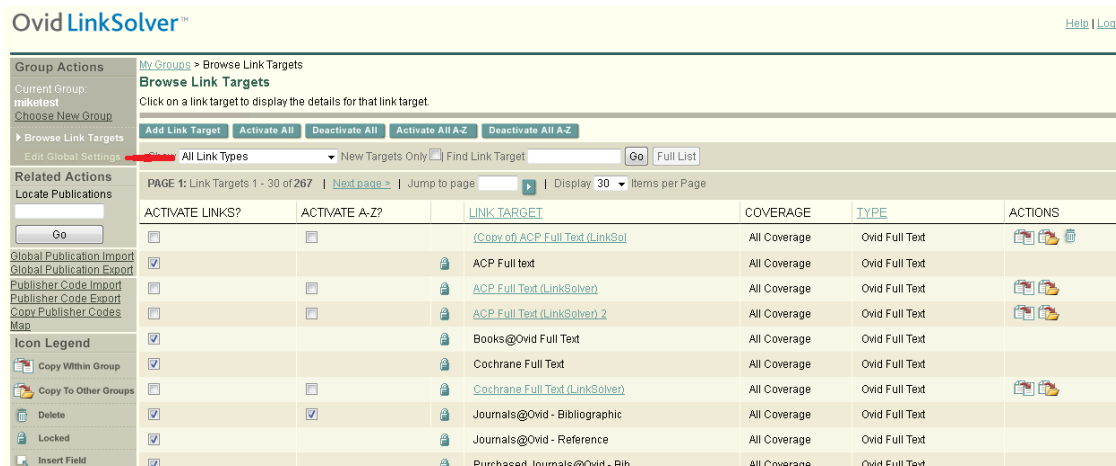 Ovid LinkSolver™
Help | Log
Group Actions
Current Group:
miketest
Choose New Group
Browse Link Targets
Edit Global Settings
Related Actions
Locate Publications
Go
Global Publication Import
Global Publication Export
Publisher Code Import
Publisher Code Export
Copy Publisher Codes
Map
Icon Legend
Copy Within Group
Copy To Other Groups
Delete
Locked
Insert Field
My Groups > Browse Link Targets
Browse Link Targets
Click on a link target to display the details for that link target.
Add Link Target Activate All Deactivate All Activate All A-Z Deactivate All A-Z
All Link Types New Targets Only | Find Link Target Go Full List
PAGE 1: Link Targets 1 - 30 of 267 | Next page > | Jump to page | Display 30 Items per Page
ACTIVATE LINKS? ACTIVATE A-Z? LINK TARGET COVERAGE TYPE ACTIONS
(Copy of) ACP Full Text (LinkSol All Coverage Ovid Full Text
ACP Full text All Coverage Ovid Full Text
ACP Full Text (LinkSolver) All Coverage Ovid Full Text
ACP Full Text (LinkSolver) 2 All Coverage Ovid Full Text
Books@Ovid Full Text All Coverage Ovid Full Text
Cochrane Full Text All Coverage Ovid Full Text
Cochrane Full Text (LinkSolver) All Coverage Ovid Full Text
Journals@Ovid - Bibliographic All Coverage Ovid Full Text
Journals@Ovid - Reference All Coverage Ovid Full Text
Purchased Journals@Ovid - Bib All Coverage Ovid Full Text